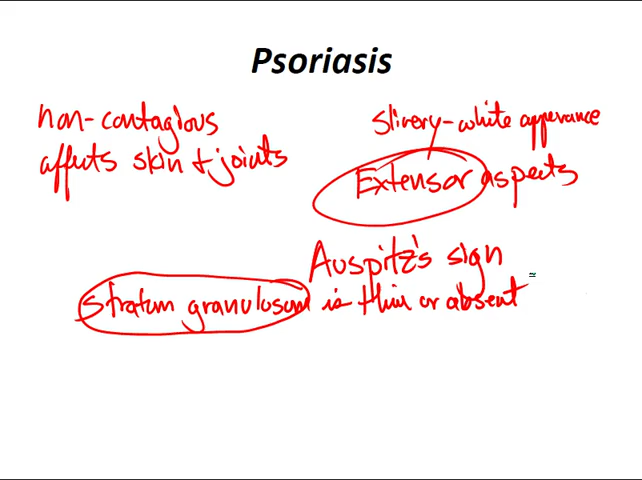 Psoriasis
non-contagious
affects skin + joints
slivery-white apperance
Extensor aspects
Auspitz's sign
stratum granulosum is thin or absent